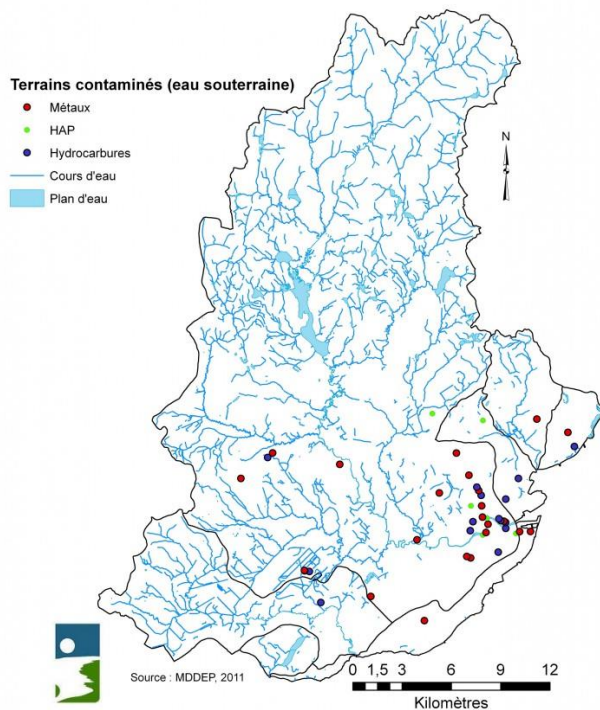 Terrains contaminés (eau souterraine)
Métaux
HAP
Hydrocarbures
Cours d'eau
Plan d'eau
N
Source : MDDEP, 2011
0 1,5 3 6 9 12
Kilomètres